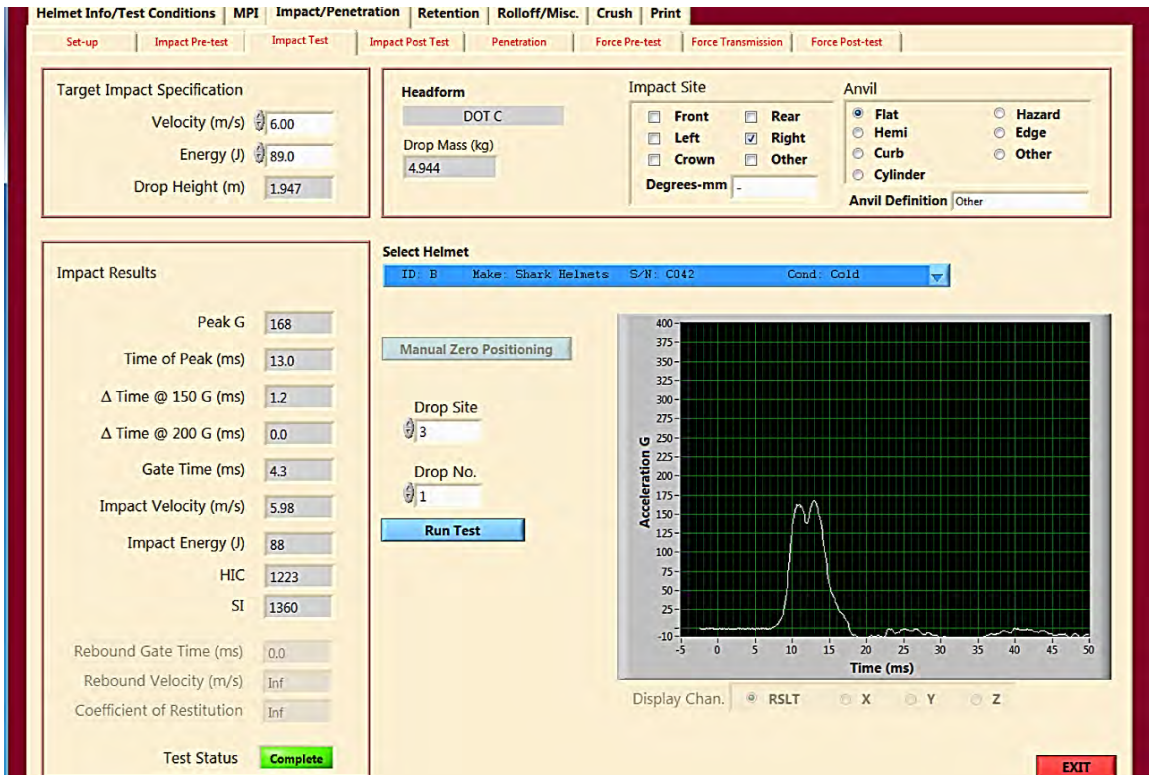 Helmet Info/Test Conditions MPI Impact/Penetration Retention Rolloff/Misc. Crush Print
Set-up Impact Pre-test Impact Test Impact Post Test Penetration Force Pre-test Force Transmission Force Post-test
Target Impact Specification
Velocity (m/s) 6.00
Energy (J) 89.0
Drop Height (m) 1.947
Headform
DOT C
Drop Mass (kg)
4.944
Impact Site
Front Rear
Left Right
Crown Other
Degrees-mm -
Anvil
Flat Hazard
Hemi Edge
Curb Other
Cylinder
Anvil Definition Other
Impact Results
Peak G 168
Time of Peak (ms) 13.0
Δ Time @ 150 G (ms) 1.2
Δ Time @ 200 G (ms) 0.0
Gate Time (ms) 4.3
Impact Velocity (m/s) 5.98
Impact Energy (J) 88
HIC 1223
SI 1360
Rebound Gate Time (ms) 0.0
Rebound Velocity (m/s) Inf
Coefficient of Restitution Inf
Test Status Complete
Select Helmet
ID: B Make: Shark Helmets S/N: C042 Cond: Cold
Manual Zero Positioning
Drop Site
3
Drop No.
1
Run Test
Acceleration G
400
375
350
325
300
275
250
225
200
175
150
125
100
75
50
25
-10
-5 0 5 10 15 20 25 30 35 40 45 50
Time (ms)
Display Chan. RSLT X Y Z
EXIT